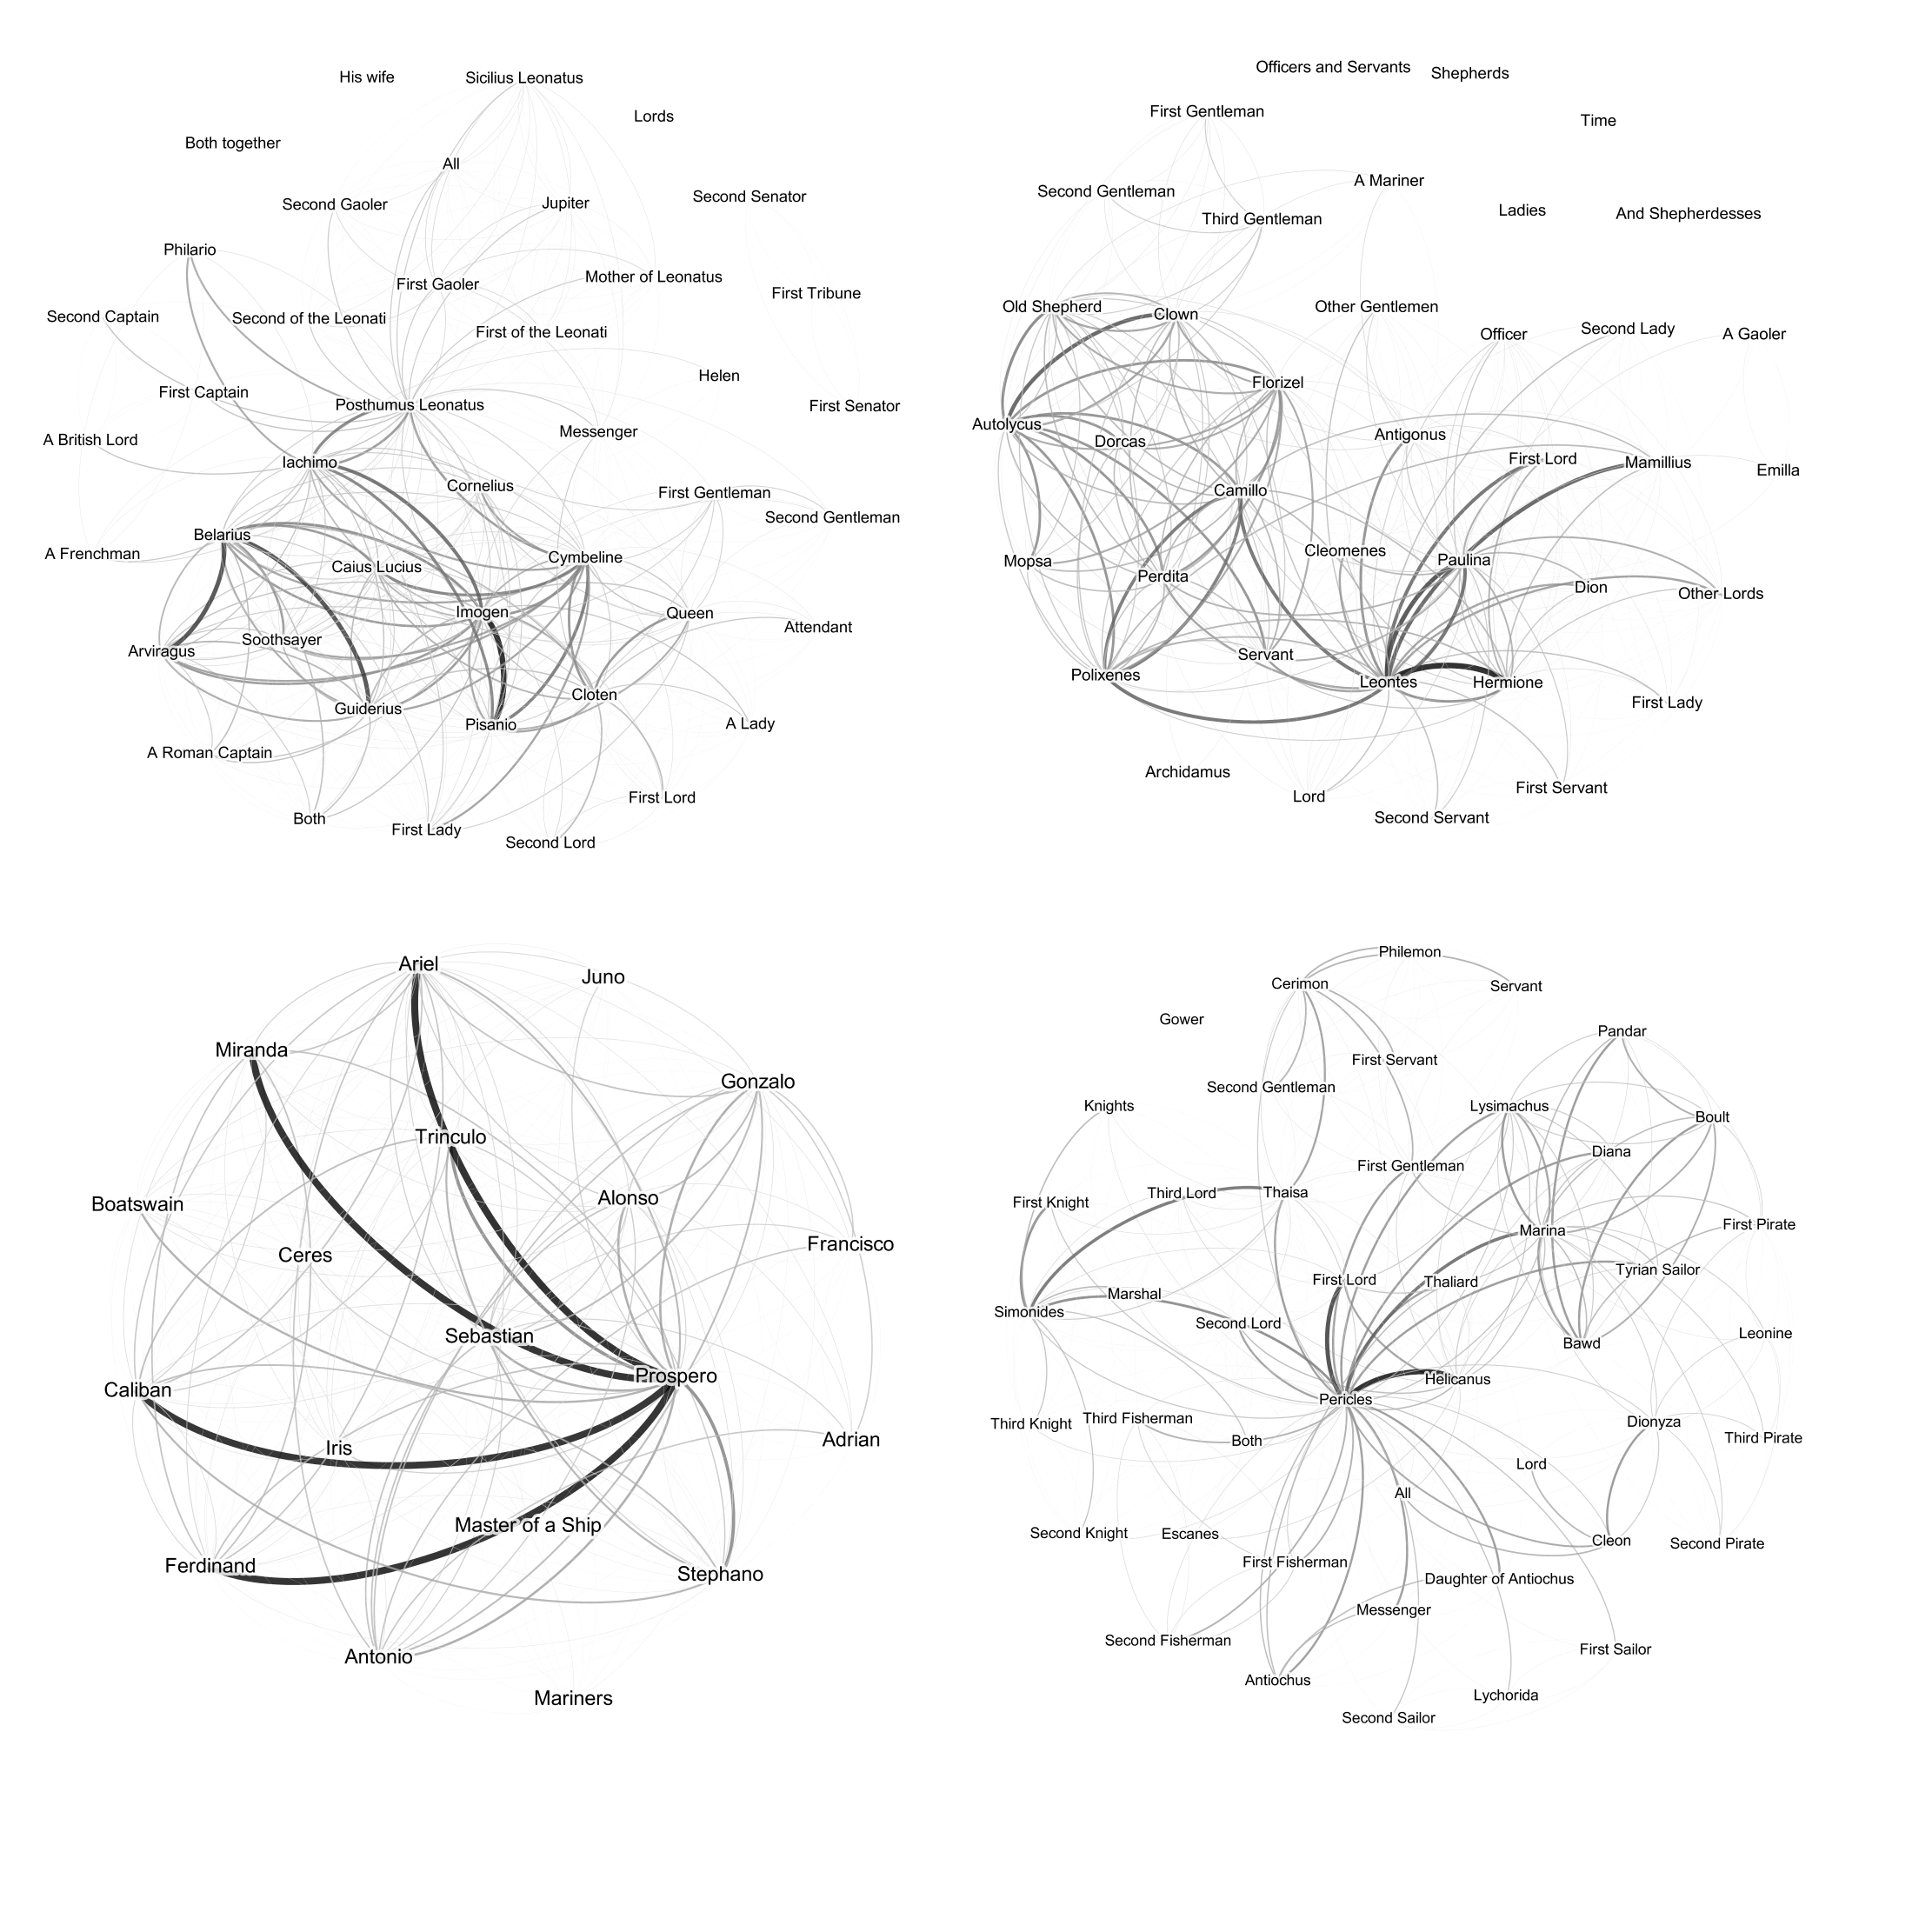 His wife
Sicilius Leonatus
Lords
Both together
All
Second Gaoler
Jupiter
Second Senator
Philario
First Gaoler
Mother of Leonatus
First Tribune
Second Captain
Second of the Leonati
First of the Leonati
Helen
First Captain
Posthumus Leonatus
First Senator
A British Lord
Messenger
Iachimo
Cornelius
First Gentleman
Second Gentleman
Belarius
A Frenchman
Caius Lucius
Cymbeline
Imogen
Queen
Attendant
Arviragus
Soothsayer
Guiderius
Cloten
Pisanio
A Lady
A Roman Captain
First Lord
Both
First Lady
Second Lord
Officers and Servants
Shepherds
First Gentleman
Time
A Mariner
Second Gentleman
Third Gentleman
Ladies
And Shepherdesses
Old Shepherd
Clown
Other Gentlemen
Officer
Second Lady
A Gaoler
Florizel
Autolycus
Dorcas
Antigonus
First Lord
Mamillius
Emilla
Camillo
Mopsa
Perdita
Cleomenes
Paulina
Dion
Other Lords
Servant
Polixenes
Leontes
Hermione
First Lady
Archidamus
Lord
First Servant
Second Servant
Ariel
Juno
Miranda
Gonzalo
Trinculo
Boatswain
Alonso
Ceres
Francisco
Sebastian
Prospero
Caliban
Iris
Adrian
Master of a Ship
Ferdinand
Stephano
Antonio
Mariners
Philemon
Cerimon
Servant
Gower
Pandar
First Servant
Second Gentleman
Knights
Lysimachus
Boult
Diana
First Gentleman
First Knight
Third Lord
Thaisa
Marina
First Pirate
Tyrian Sailor
First Lord
Thaliard
Simonides
Marshal
Second Lord
Leonine
Bawd
Helicanus
Pericles
Third Knight
Third Fisherman
Both
Dionyza
Third Pirate
Lord
All
Second Knight
Escanes
Cleon
Second Pirate
First Fisherman
Daughter of Antiochus
Messenger
Second Fisherman
First Sailor
Antiochus
Lychorida
Second Sailor